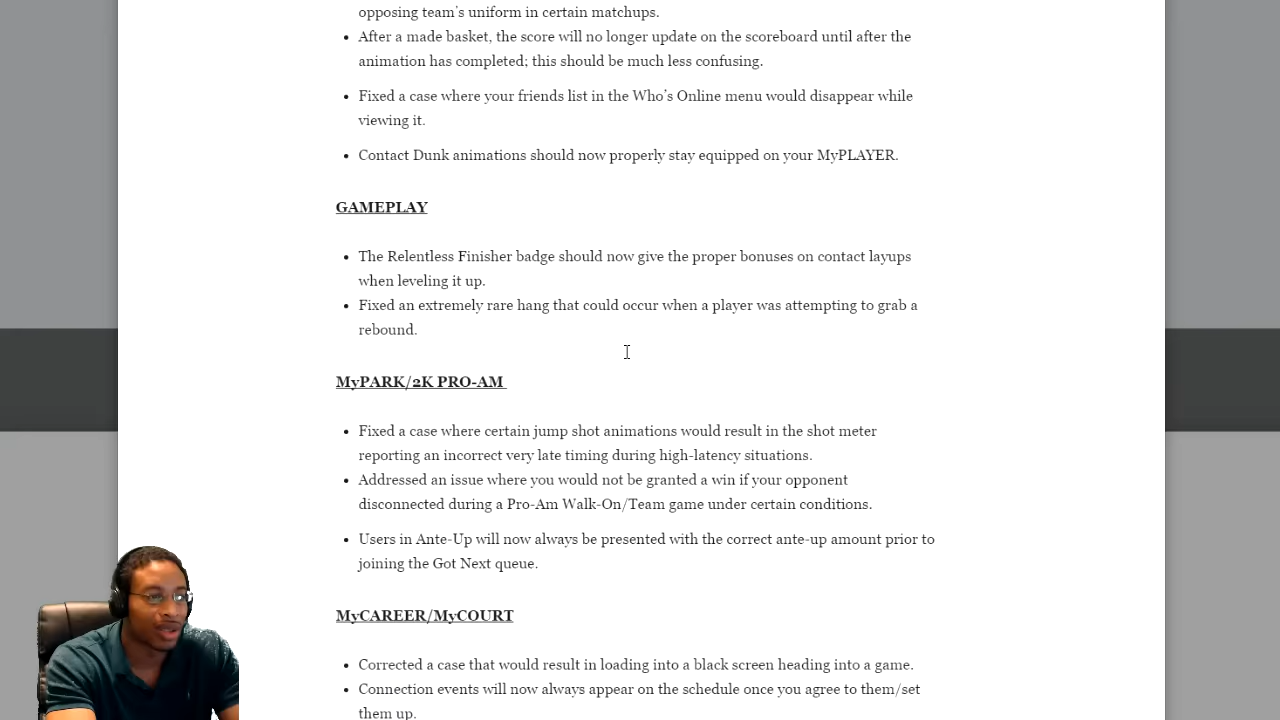 opposing team's uniform in certain matchups.
• After a made basket, the score will no longer update on the scoreboard until after the
animation has completed; this should be much less confusing.
• Fixed a case where your friends list in the Who’s Online menu would disappear while
viewing it.
• Contact Dunk animations should now properly stay equipped on your MyPLAYER.
GAMEPLAY
• The Relentless Finisher badge should now give the proper bonuses on contact layups
when leveling it up.
• Fixed an extremely rare hang that could occur when a player was attempting to grab a
rebound.
MyPARK/2K PRO-AM
• Fixed a case where certain jump shot animations would result in the shot meter
reporting an incorrect very late timing during high-latency situations.
• Addressed an issue where you would not be granted a win if your opponent
disconnected during a Pro-Am Walk-On/Team game under certain conditions.
• Users in Ante-Up will now always be presented with the correct ante-up amount prior to
joining the Got Next queue.
MyCAREER/MyCOURT
• Corrected a case that would result in loading into a black screen heading into a game.
• Connection events will now always appear on the schedule once you agree to them/set
them up.